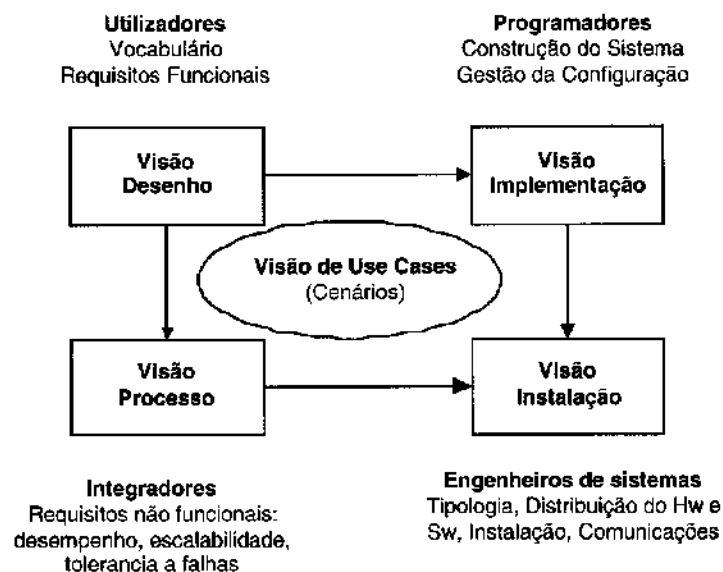 Utilizadores
Vocabulário
Requisitos Funcionais
Programadores
Construção do Sistema
Gestão da Configuração
Visão
Desenho
Visão
Implementação
Visão de Use Cases
(Cenários)
Visão
Processo
Visão
Instalação
Integradores
Requisitos não funcionais:
desempenho, escalabilidade,
tolerancia a falhas
Engenheiros de sistemas
Tipologia, Distribuição do Hw e
Sw, Instalação, Comunicações